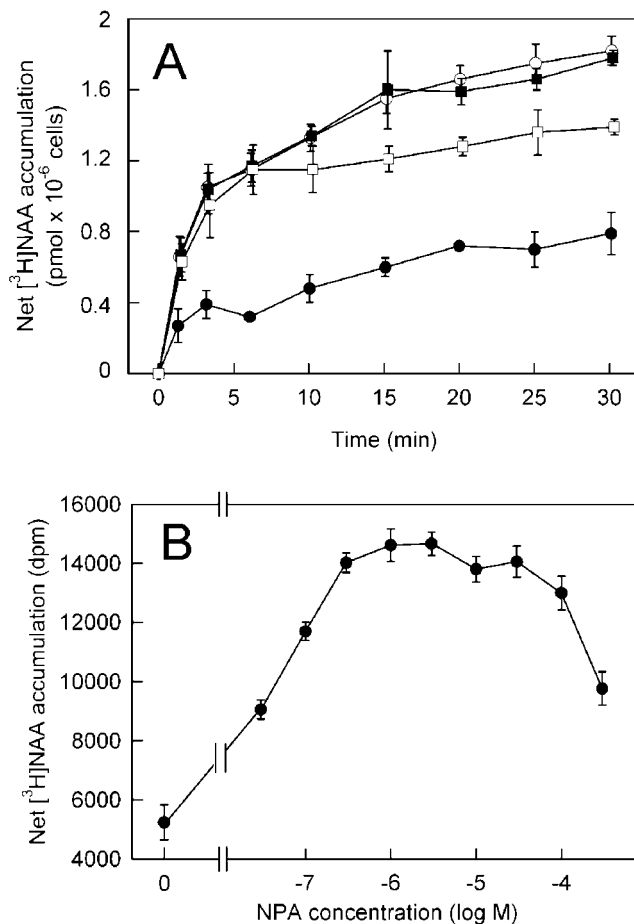 A
2
1.6
1.2
0.8
0.4
0
Net [³H]NAA accumulation
(pmol x 10⁻⁶ cells)
0 5 10 15 20 25 30
Time (min)
B
16000
14000
12000
10000
8000
6000
4000
Net [³H]NAA accumulation (dpm)
0 -7 -6 -5 -4
NPA concentration (log M)